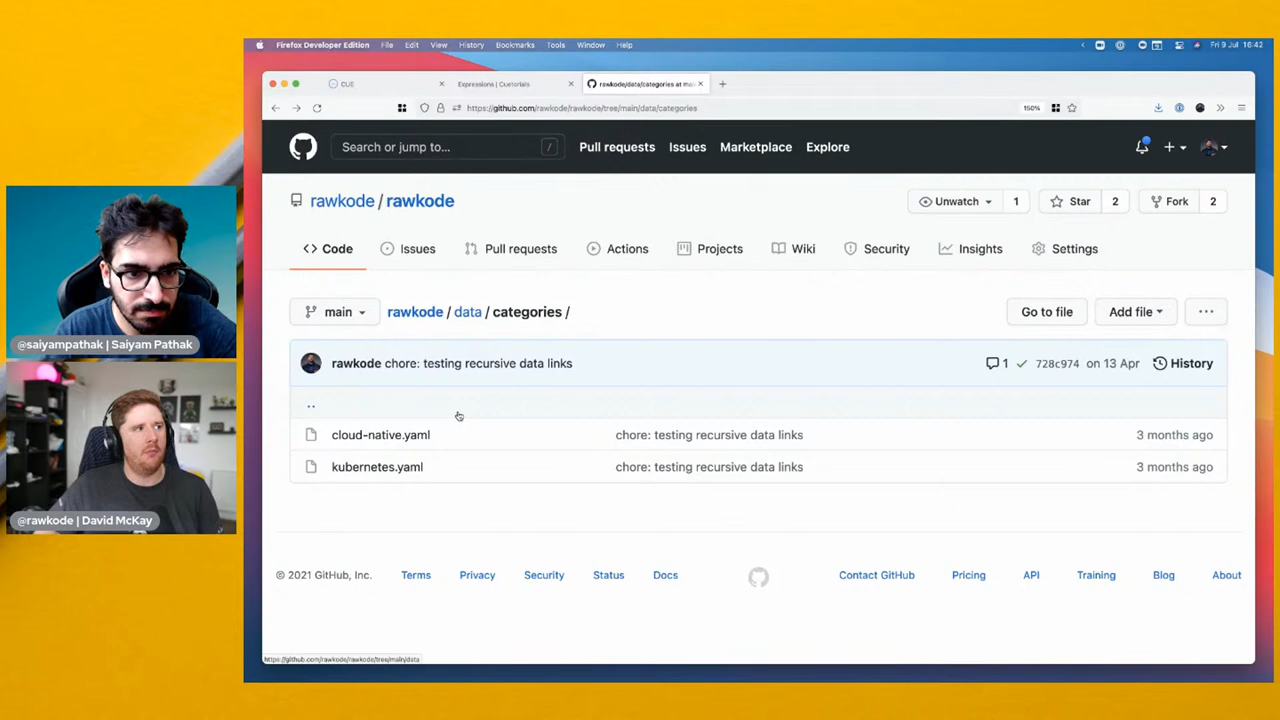 Firefox Developer Edition File Edit View History Bookmarks Tools Window Help Fri 9 Jul 16:42
CUE Expressions | Cuetorials rawkode/data/categories at mai
https://github.com/rawkode/rawkode/tree/main/data/categories 150%
Search or jump to... / Pull requests Issues Marketplace Explore
rawkode / rawkode Unwatch 1 Star 2 Fork 2
<> Code Issues Pull requests Actions Projects Wiki Security Insights Settings
main rawkode / data / categories / Go to file Add file ...
rawkode chore: testing recursive data links 1 728c974 on 13 Apr History
..
cloud-native.yaml chore: testing recursive data links 3 months ago
kubernetes.yaml chore: testing recursive data links 3 months ago
© 2021 GitHub, Inc. Terms Privacy Security Status Docs Contact GitHub Pricing API Training Blog About
https://github.com/rawkode/rawkode/tree/main/data
@saiyampathak | Saiyam Pathak
@rawkode | David McKay